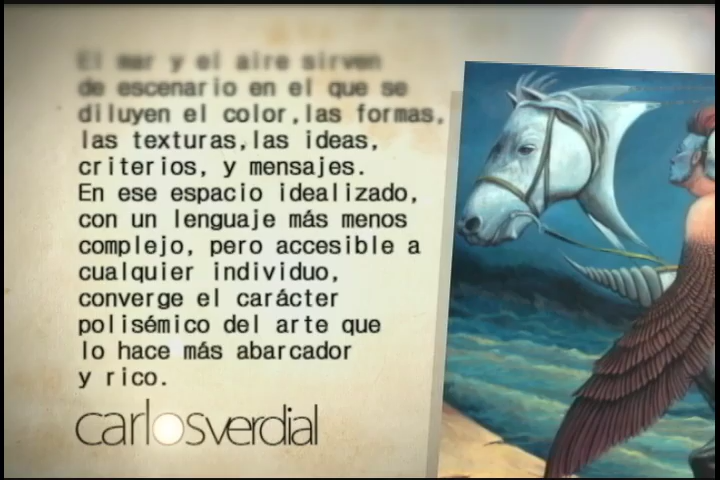 El mar y el aire sirven
de escenario en el que se
diluyen el color,las formas,
las texturas,las ideas,
criterios, y mensajes.
En ese espacio idealizado,
con un lenguaje más menos
complejo, pero accesible a
cualquier individuo,
converge el carácter
polisémico del arte que
lo hace más abarcador
y rico.
carlosverdial